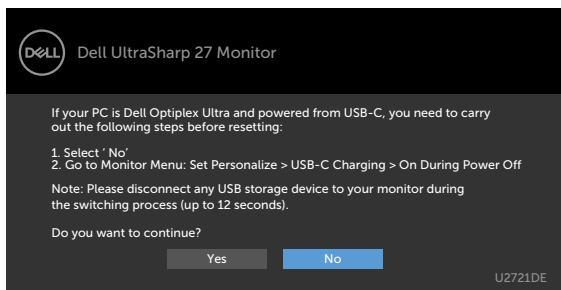 DELL
Dell UltraSharp 27 Monitor
If your PC is Dell Optiplex Ultra and powered from USB-C, you need to carry
out the following steps before resetting:
1. Select ‘ No’
2. Go to Monitor Menu: Set Personalize > USB-C Charging > On During Power Off
Note: Please disconnect any USB storage device to your monitor during
the switching process (up to 12 seconds).
Do you want to continue?
Yes No
U2721DE